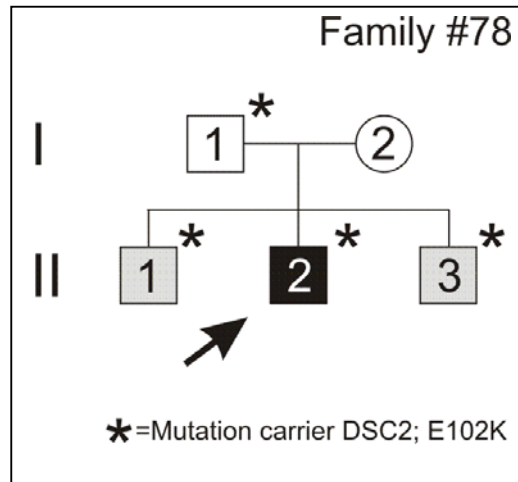 Family #78
I
1 * 2
II
1 * 2 * 3 *
*=Mutation carrier DSC2; E102K